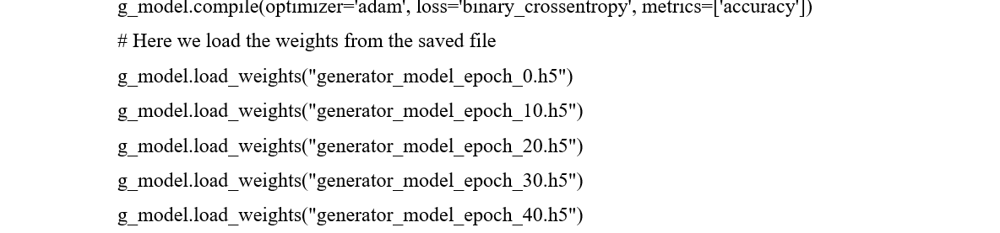 g_model.compile(optimizer='adam', loss='binary_crossentropy', metrics=['accuracy'])
# Here we load the weights from the saved file
g_model.load_weights("generator_model_epoch_0.h5")
g_model.load_weights("generator_model_epoch_10.h5")
g_model.load_weights("generator_model_epoch_20.h5")
g_model.load_weights("generator_model_epoch_30.h5")
g_model.load_weights("generator_model_epoch_40.h5")